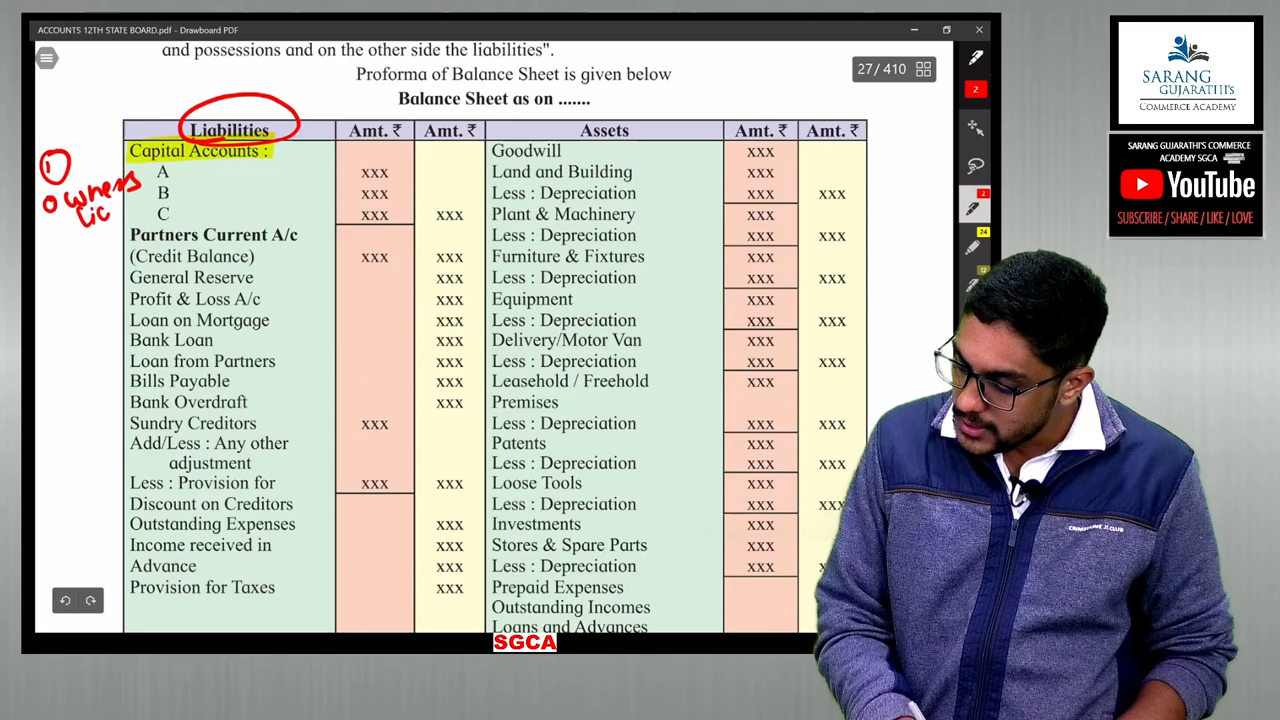 ACCOUNTS 12TH STATE BOARD.pdf - Drawboard PDF
and possessions and on the other side the liabilities".
Proforma of Balance Sheet is given below
27/410
Balance Sheet as on .......
Liabilities Amt. ₹ Amt. ₹ Assets Amt. ₹ Amt. ₹
Capital Accounts : Goodwill xxx
A xxx Land and Building xxx
B xxx Less : Depreciation xxx xxx
C xxx xxx Plant & Machinery xxx
Partners Current A/c Less : Depreciation xxx xxx
(Credit Balance) xxx xxx Furniture & Fixtures xxx
General Reserve xxx Less : Depreciation xxx xxx
Profit & Loss A/c xxx Equipment xxx
Loan on Mortgage xxx Less : Depreciation xxx xxx
Bank Loan xxx Delivery/Motor Van xxx
Loan from Partners xxx Less : Depreciation xxx xxx
Bills Payable xxx Leasehold / Freehold xxx
Bank Overdraft xxx Premises
Sundry Creditors xxx Less : Depreciation xxx xxx
Add/Less : Any other Patents xxx
adjustment Less : Depreciation xxx xxx
Less : Provision for xxx xxx Loose Tools xxx
Discount on Creditors Less : Depreciation xxx xxx
Outstanding Expenses xxx Investments xxx
Income received in xxx Stores & Spare Parts xxx
Advance xxx Less : Depreciation xxx
Provision for Taxes xxx Prepaid Expenses
Outstanding Incomes
Loans and Advances
1
owners
Lic
2
2
24
12
SGCA
SARANG
GUJARATHI'S
COMMERCE ACADEMY
SARANG GUJARATHI'S COMMERCE
ACADEMY SGCA
YouTube
SUBSCRIBE / SHARE / LIKE / LOVE